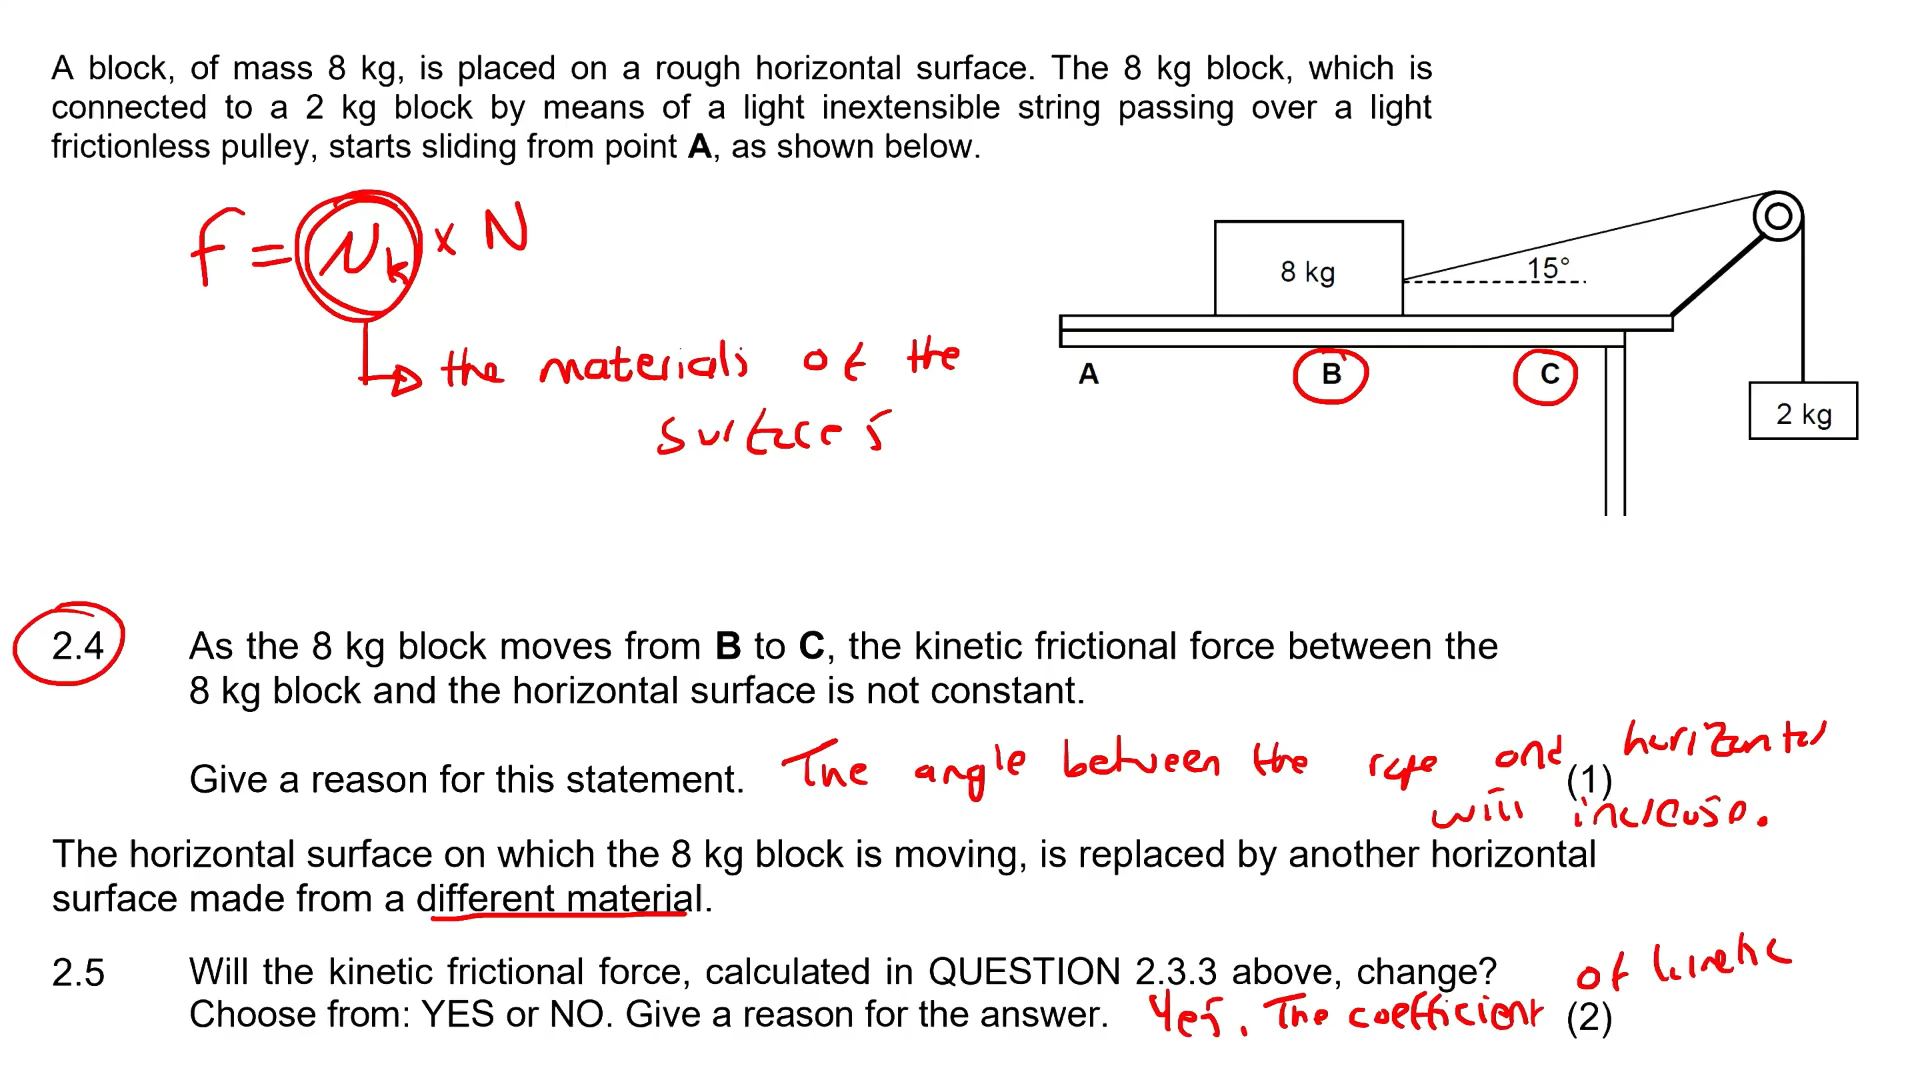 A block, of mass 8 kg, is placed on a rough horizontal surface. The 8 kg block, which is
connected to a 2 kg block by means of a light inextensible string passing over a light
frictionless pulley, starts sliding from point A, as shown below.
f = μk × N
the materials of the
surfaces
8 kg
15°
A
B
C
2 kg
2.4 As the 8 kg block moves from B to C, the kinetic frictional force between the
8 kg block and the horizontal surface is not constant.
Give a reason for this statement. The angle between the rope and horizontal (1)
will increase.
The horizontal surface on which the 8 kg block is moving, is replaced by another horizontal
surface made from a different material.
2.5 Will the kinetic frictional force, calculated in QUESTION 2.3.3 above, change?
Choose from: YES or NO. Give a reason for the answer. Yes. The coefficient (2)
of kinetic